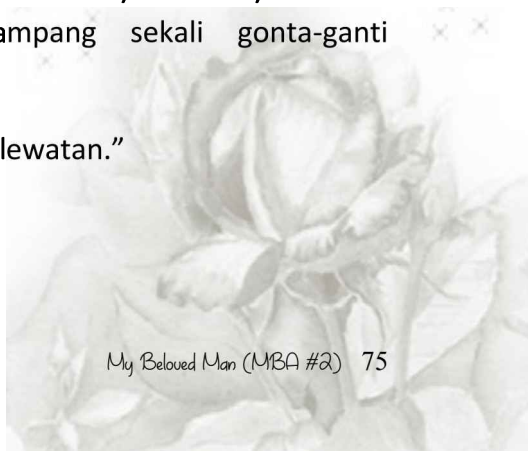 ampang sekali gonta-ganti
lewatan.”
My Beloved Man (MBA #2) 75